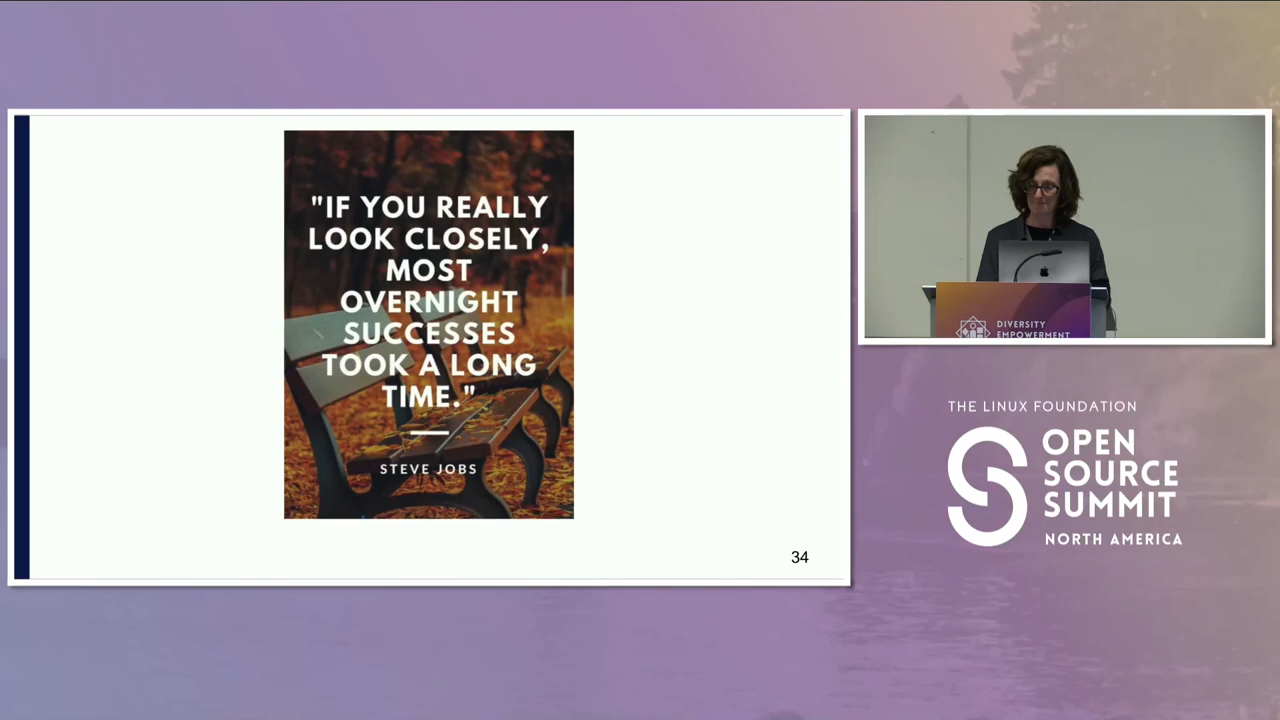 "IF YOU REALLY
LOOK CLOSELY,
MOST
OVERNIGHT
SUCCESSES
TOOK A LONG
TIME."
STEVE JOBS
34
DIVERSITY
EMPOWERMENT
THE LINUX FOUNDATION
OPEN
SOURCE
SUMMIT
NORTH AMERICA